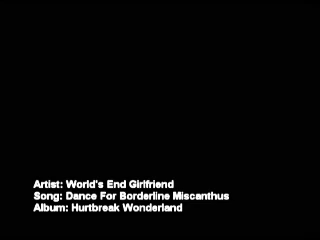 Artist: World's End Girlfriend
Song: Dance For Borderline Miscanthus
Album: Hurtbreak Wonderland